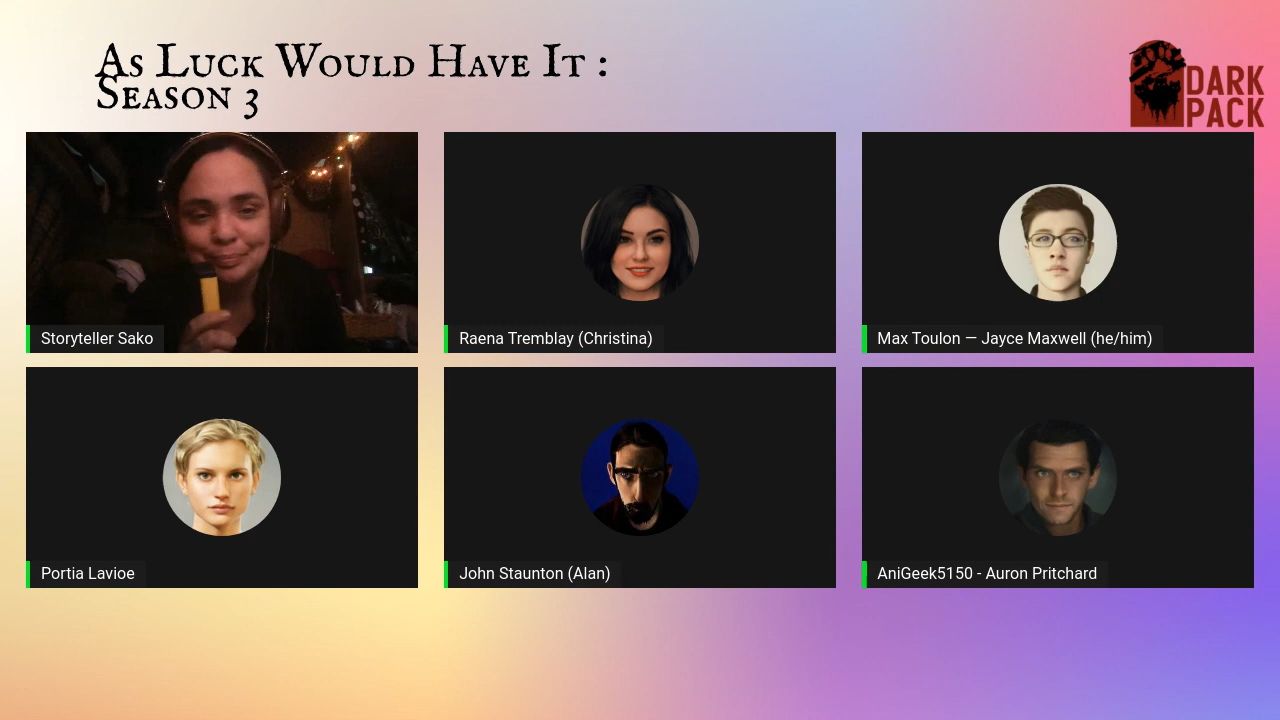 As Luck Would Have It :
Season 3
DARK
PACK
Storyteller Sako
Raena Tremblay (Christina)
Max Toulon — Jayce Maxwell (he/him)
Portia Lavioe
John Staunton (Alan)
AniGeek5150 - Auron Pritchard